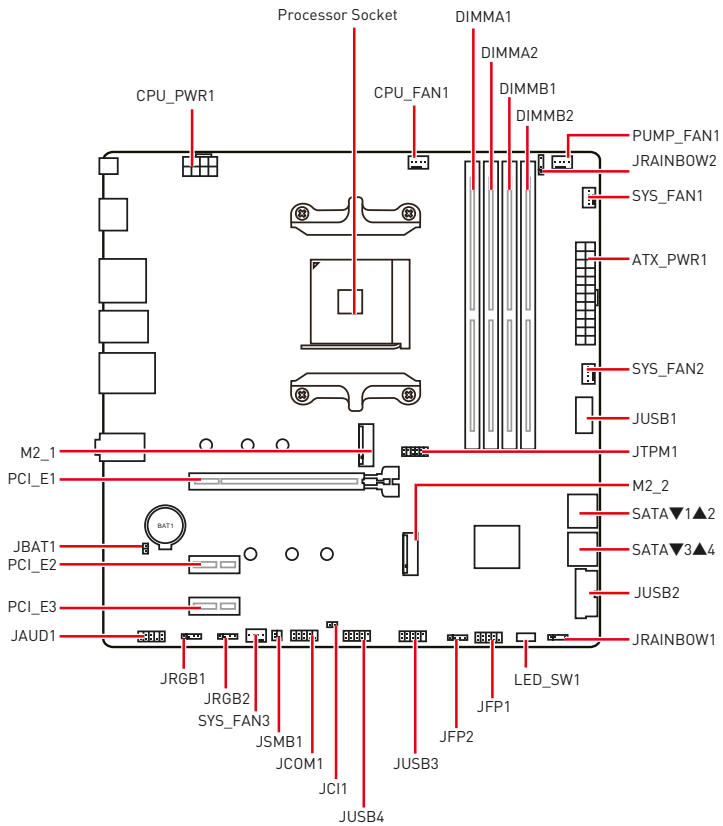 Processor Socket
DIMMA1
DIMMA2
CPU_PWR1
CPU_FAN1
DIMMB1
DIMMB2
PUMP_FAN1
JRAINBOW2
SYS_FAN1
ATX_PWR1
SYS_FAN2
JUSB1
M2_1
JTPM1
PCI_E1
M2_2
SATA▼1▲2
BAT1
JBAT1
SATA▼3▲4
PCI_E2
JUSB2
PCI_E3
JAUD1
JRAINBOW1
JRGB1
LED_SW1
JRGB2
JFP1
SYS_FAN3
JFP2
JSMB1
JCOM1
JUSB3
JCI1
JUSB4